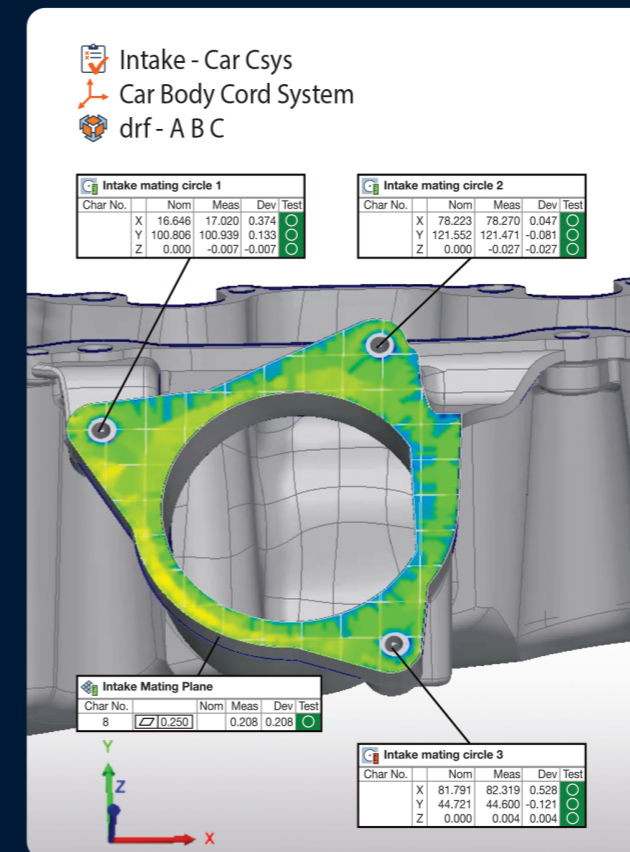 Intake - Car Csys
Car Body Cord System
drf - A B C
Intake mating circle 1
Char No. Nom Meas Dev Test
X 16.646 17.020 0.374
Y 100.806 100.939 0.133
Z 0.000 -0.007 -0.007
Intake mating circle 2
Char No. Nom Meas Dev Test
X 78.223 78.270 0.047
Y 121.552 121.471 -0.081
Z 0.000 -0.027 -0.027
Intake Mating Plane
Char No. Nom Meas Dev Test
8 0.250 0.208 0.208
Y
Z
X
Intake mating circle 3
Char No. Nom Meas Dev Test
X 81.791 82.319 0.528
Y 44.721 44.600 -0.121
Z 0.000 0.004 0.004